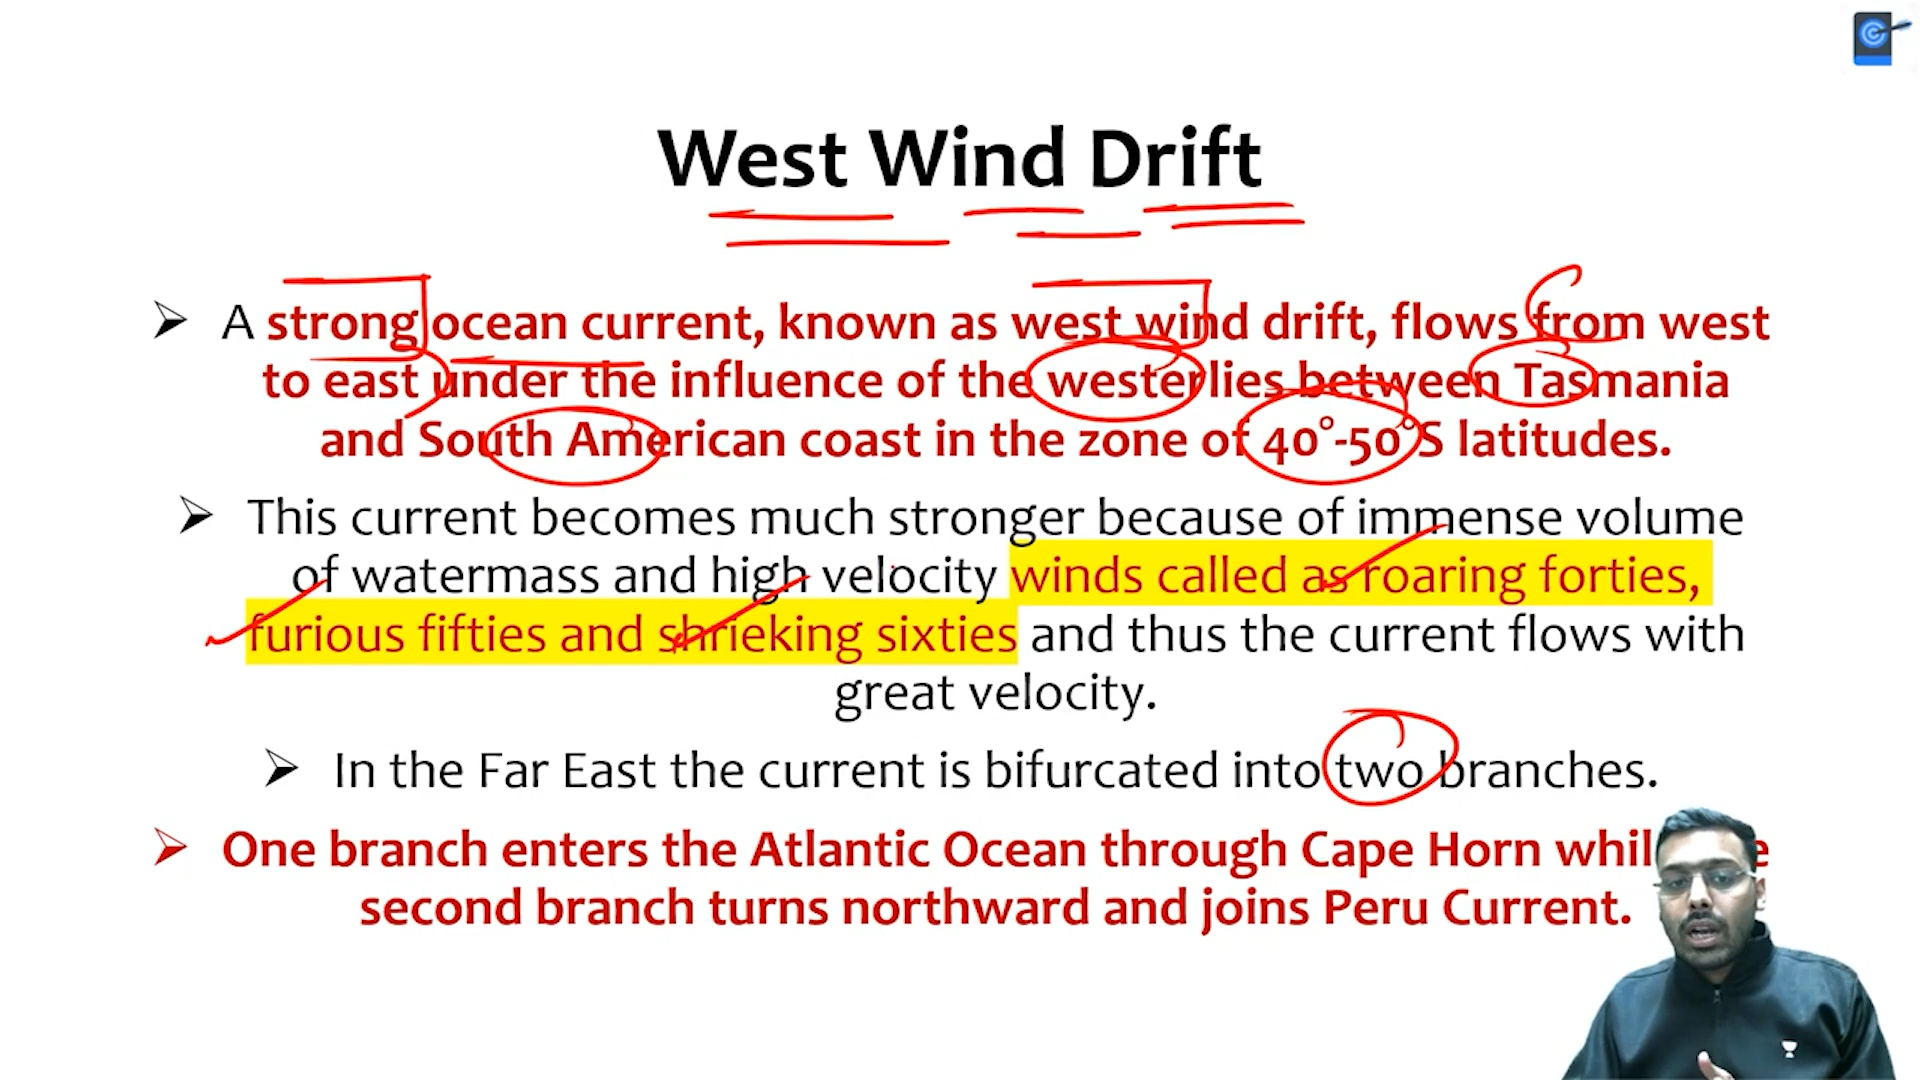 West Wind Drift
➢ A strong ocean current, known as west wind drift, flows from west
to east under the influence of the westerlies between Tasmania
and South American coast in the zone of 40°-50°S latitudes.
➢ This current becomes much stronger because of immense volume
of watermass and high velocity winds called as roaring forties,
furious fifties and shrieking sixties and thus the current flows with
great velocity.
➢ In the Far East the current is bifurcated into two branches.
➢ One branch enters the Atlantic Ocean through Cape Horn
second branch turns northward and joins Peru Current.